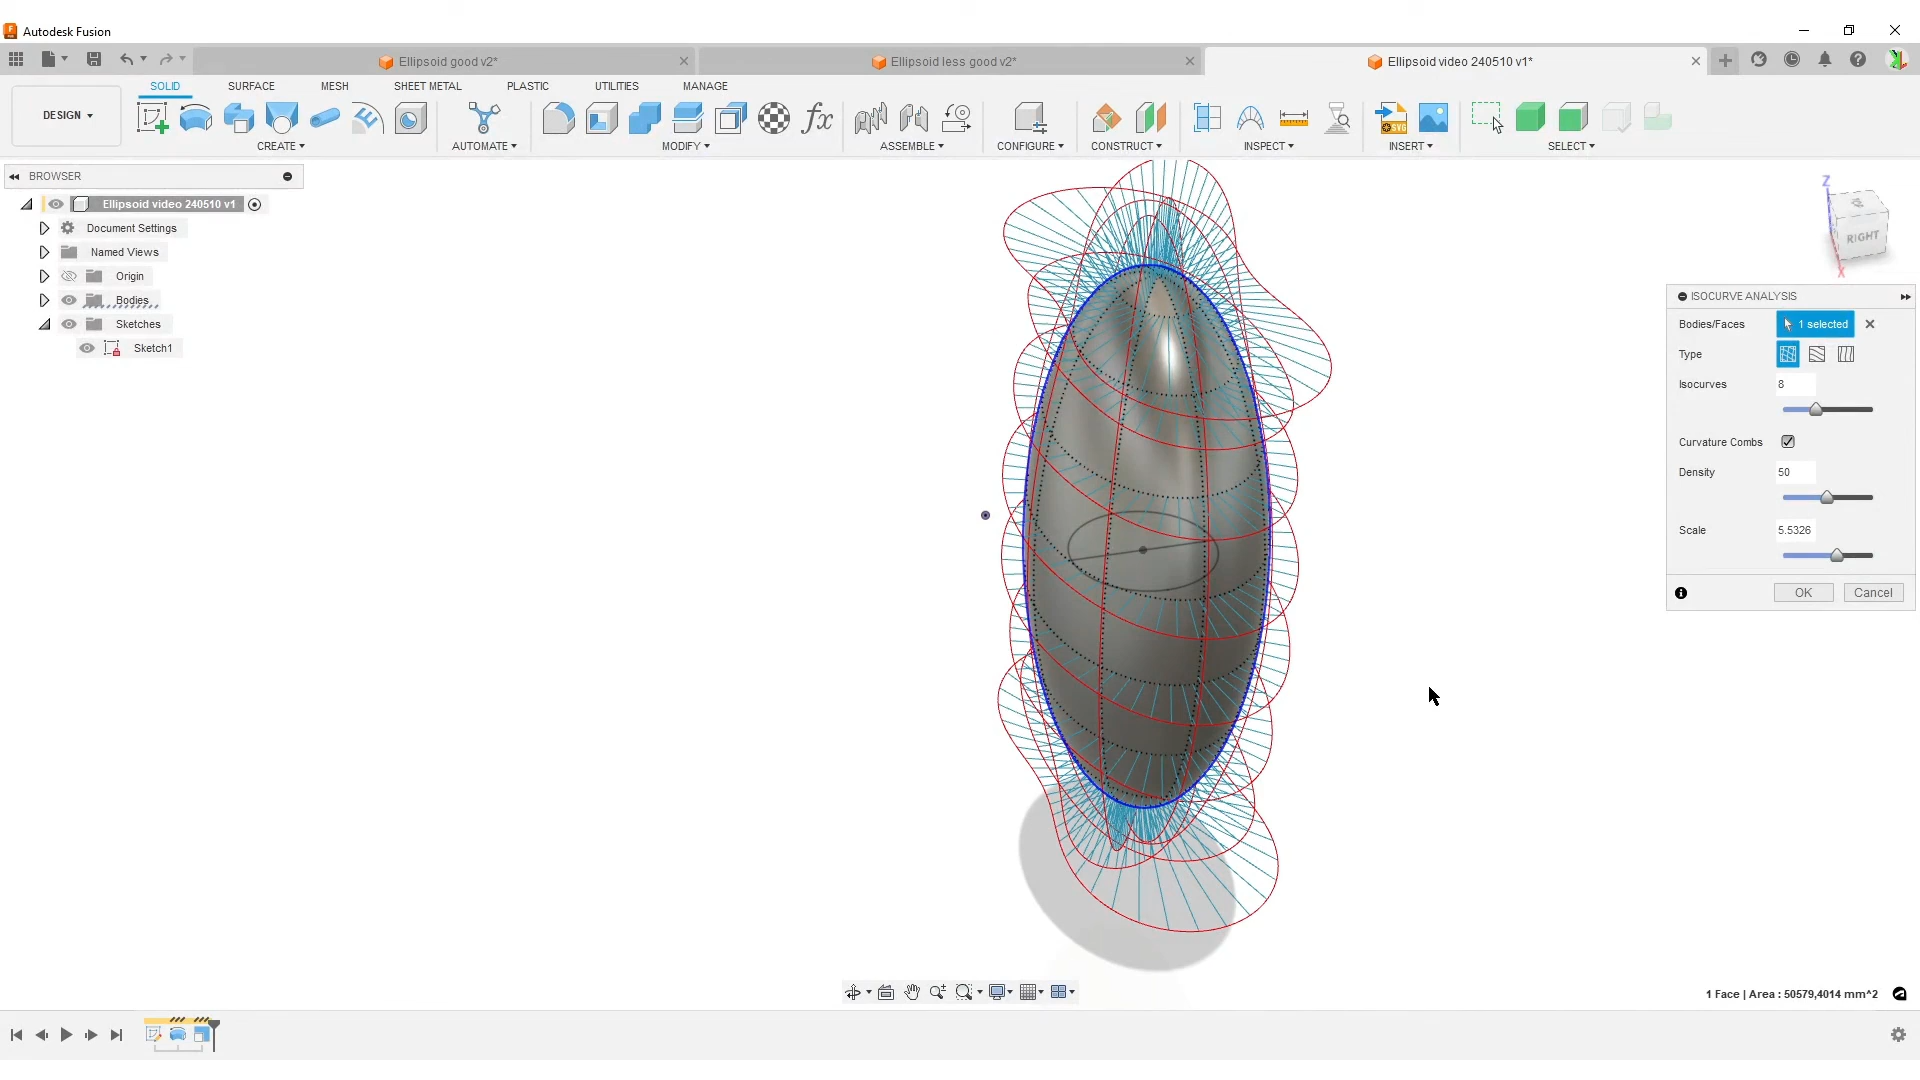 Autodesk Fusion
Ellipsoid good v2*
Ellipsoid less good v2*
Ellipsoid video 240510 v1*
DESIGN
SOLID
SURFACE
MESH
SHEET METAL
PLASTIC
UTILITIES
MANAGE
CREATE
AUTOMATE
MODIFY
ASSEMBLE
CONFIGURE
CONSTRUCT
INSPECT
INSERT
SELECT
fx
SVG
BROWSER
Ellipsoid video 240510 v1
Document Settings
Named Views
Origin
Bodies
Sketches
Sketch1
Z
RIGHT
X
ISOCURVE ANALYSIS
Bodies/Faces
1 selected
Type
Isocurves
8
Curvature Combs
Density
50
Scale
5.5326
OK
Cancel
1 Face | Area : 50579,4014 mm^2